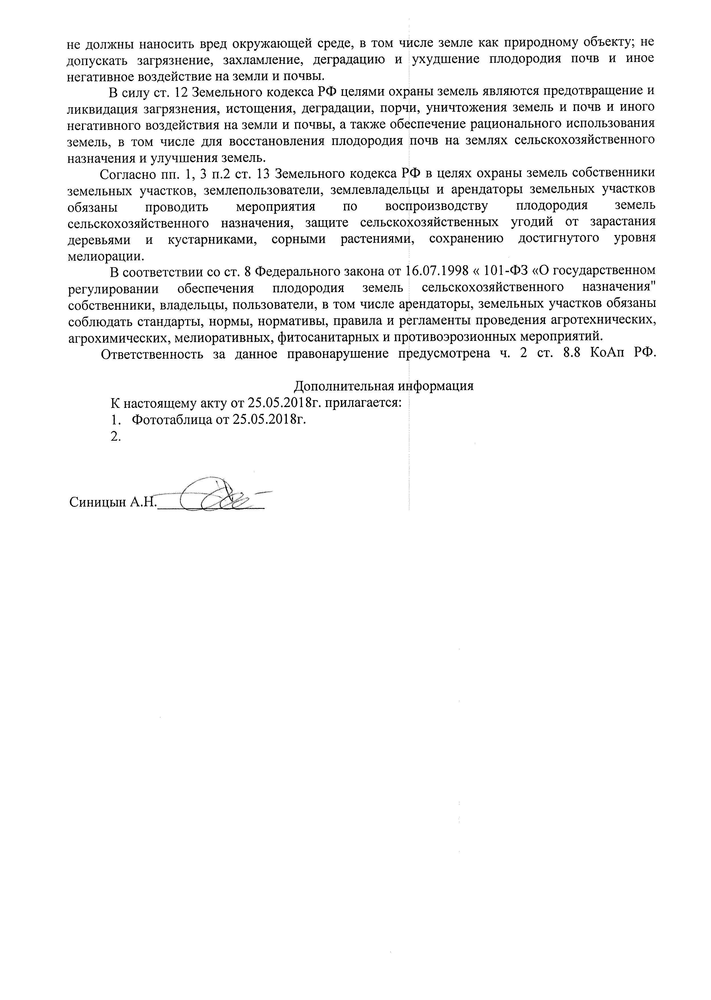 не должны наносить вред окружающей среде, в том числе земле как природному объекту; не
допускать загрязнение, захламление, деградацию и ухудшение плодородия почв и иное
негативное воздействие на земли и почвы.
В силу ст. 12 Земельного кодекса РФ целями охраны земель являются предотвращение и
ликвидация загрязнения, истощения, деградации, порчи, уничтожения земель и почв и иного
негативного воздействия на земли и почвы, а также обеспечение рационального использования
земель, в том числе для восстановления плодородия почв на землях сельскохозяйственного
назначения и улучшения земель.
Согласно пп. 1, 3 п.2 ст. 13 Земельного кодекса РФ в целях охраны земель собственники
земельных участков, землепользователи, землевладельцы и арендаторы земельных участков
обязаны проводить мероприятия по воспроизводству плодородия земель
сельскохозяйственного назначения, защите сельскохозяйственных угодий от зарастания
деревьями и кустарниками, сорными растениями, сохранению достигнутого уровня
мелиорации.
В соответствии со ст. 8 Федерального закона от 16.07.1998 « 101-ФЗ «О государственном
регулировании обеспечения плодородия земель сельскохозяйственного назначения"
собственники, владельцы, пользователи, в том числе арендаторы, земельных участков обязаны
соблюдать стандарты, нормы, нормативы, правила и регламенты проведения агротехнических,
агрохимических, мелиоративных, фитосанитарных и противоэрозионных мероприятий.
Ответственность за данное правонарушение предусмотрена ч. 2 ст. 8.8 КоАп РФ.
Дополнительная информация
К настоящему акту от 25.05.2018г. прилагается:
1. Фототаблица от 25.05.2018г.
2.
Синицын А.Н.